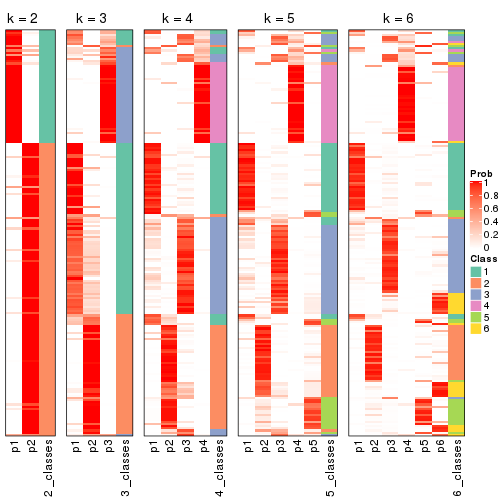 k = 2
k = 3
k = 4
k = 5
k = 6
p1
p2
2_classes
p1
p2
p3
3_classes
p1
p2
p3
p4
4_classes
p1
p2
p3
p4
p5
5_classes
p1
p2
p3
p4
p5
p6
6_classes
Prob
1
0.8
0.6
0.4
0.2
0
Class
1
2
3
4
5
6